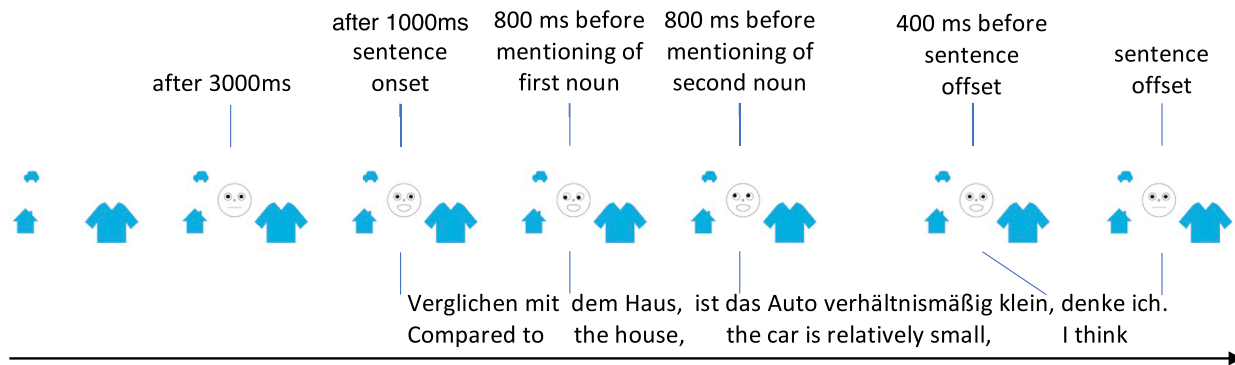 after 3000ms
after 1000ms
sentence
onset
800 ms before
mentioning of
first noun
800 ms before
mentioning of
second noun
400 ms before
sentence
offset
sentence
offset
Verglichen mit dem Haus, ist das Auto verhältnismäßig klein, denke ich.
Compared to the house, the car is relatively small, I think